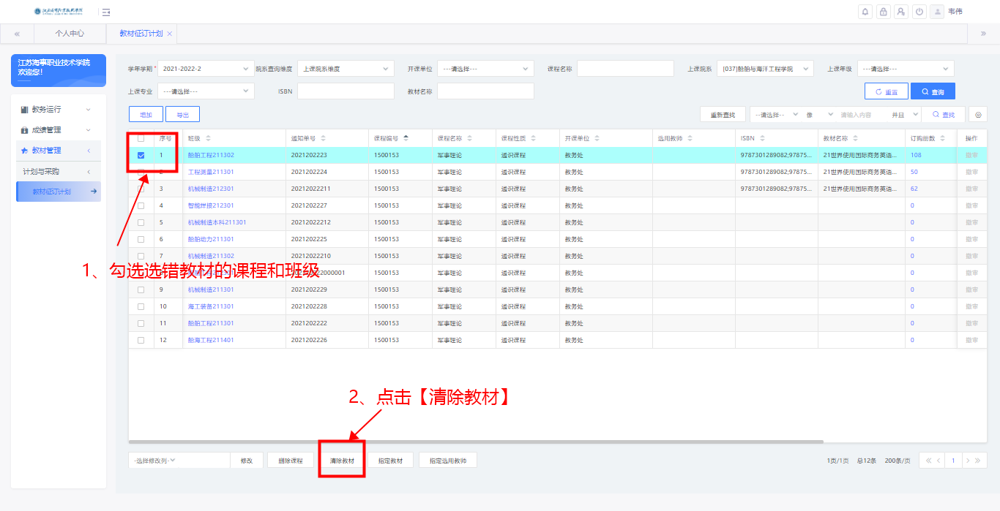 韦伟
个人中心 教材征订计划
江苏海事职业技术学院
欢迎您!
教务运行
成绩管理
教材管理
计划与采购
教材征订计划
学年学期* 2021-2022-2 院系查询维度 上课院系维度 开课单位 ---请选择--- 课程名称 上课院系 [037]船舶与海洋工程学院 上课年级 ---请选择---
上课专业 ---请选择--- ISBN 教材名称 重置 查询
增加 导出 重新查找 --请选择-- 像 请输入内容 并且 查找
序号 班级 通知单号 课程编号 课程名称 课程性质 开课单位 选用教师 ISBN 教材名称 订购册数 操作
1 船舶工程211302 2021202223 1500153 军事理论 通识课程 教务处 9787301289082;97875... 21世界使用国际商务英语... 108 撤审
2 工程测量211301 2021202224 1500153 军事理论 通识课程 教务处 9787301289082;97875... 21世界使用国际商务英语... 50 撤审
3 机械制造212301 20212022211 1500153 军事理论 通识课程 教务处 9787301289082;97875... 21世界使用国际商务英语... 62 撤审
4 智能焊接212301 2021202227 1500153 军事理论 通识课程 教务处 0 撤审
5 机械制造本科211301 20212022212 1500153 军事理论 通识课程 教务处 0 撤审
6 船舶动力211301 2021202225 1500153 军事理论 通识课程 教务处 0 撤审
7 机械制造211302 20212022210 1500153 军事理论 通识课程 教务处 0 撤审
1、勾选选错教材的课程和班级
1500153 军事理论 通识课程 教务处 0 撤审
9 机械制造211301 2021202229 1500153 军事理论 通识课程 教务处 0 撤审
10 海工装备211301 2021202228 1500153 军事理论 通识课程 教务处 0 撤审
11 船舶工程211301 2021202222 1500153 军事理论 通识课程 教务处 0 撤审
12 船海工程211401 2021202226 1500153 军事理论 通识课程 教务处 0 撤审
2、点击【清除教材】
-选择修改列- 修改 删除课程 清除教材 指定教材 指定选用教师 1页/1页 总12条 200条/页 1